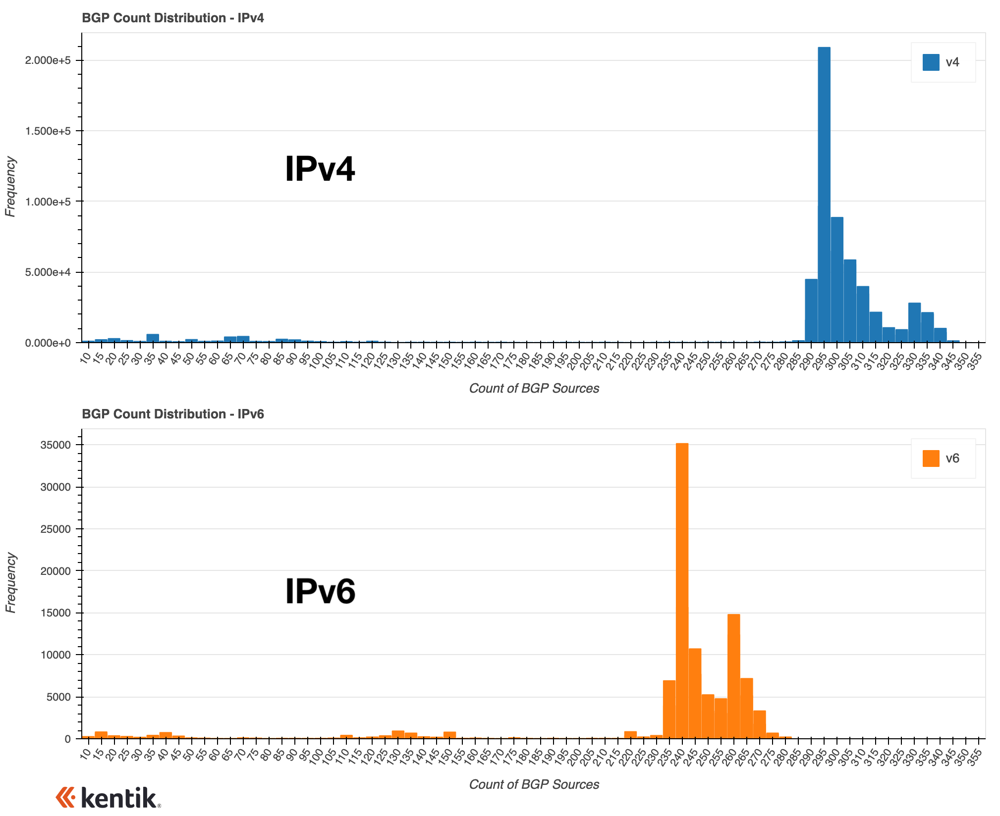 BGP Count Distribution - IPv4
2.000e+5
1.500e+5
1.000e+5
5.000e+4
0.000e+0
Frequency
IPv4
v4
10 15 20 25 30 35 40 45 50 55 60 65 70 75 80 85 90 95 100 105 110 115 120 125 130 135 140 145 150 155 160 165 170 175 180 185 190 195 200 205 210 215 220 225 230 235 240 245 250 255 260 265 270 275 280 285 290 295 300 305 310 315 320 325 330 335 340 345 350 355
Count of BGP Sources
BGP Count Distribution - IPv6
35000
30000
25000
20000
15000
10000
5000
0
Frequency
IPv6
v6
10 15 20 25 30 35 40 45 50 55 60 65 70 75 80 85 90 95 100 105 110 115 120 125 130 135 140 145 150 155 160 165 170 175 180 185 190 195 200 205 210 215 220 225 230 235 240 245 250 255 260 265 270 275 280 285 290 295 300 305 310 315 320 325 330 335 340 345 350 355
Count of BGP Sources
kentik®